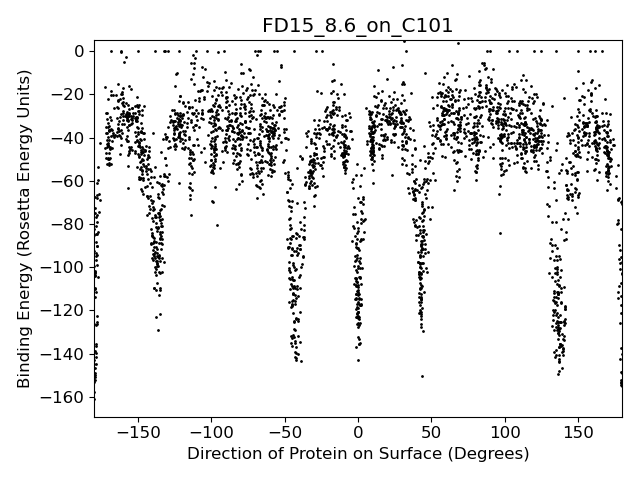 FD15_8.6_on_C101
Binding Energy (Rosetta Energy Units)
0
−20
−40
−60
−80
−100
−120
−140
−160
−150 −100 −50 0 50 100 150
Direction of Protein on Surface (Degrees)